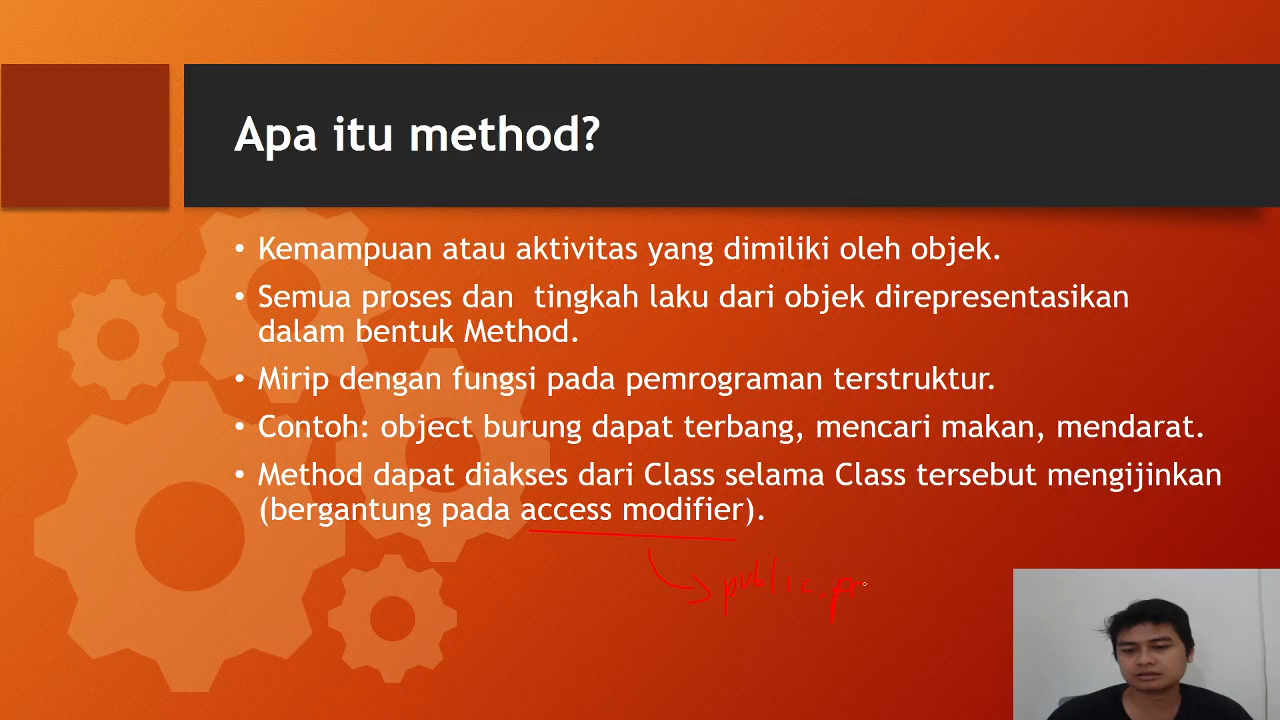 Apa itu method?
• Kemampuan atau aktivitas yang dimiliki oleh objek.
• Semua proses dan  tingkah laku dari objek direpresentasikan
dalam bentuk Method.
• Mirip dengan fungsi pada pemrograman terstruktur.
• Contoh: object burung dapat terbang, mencari makan, mendarat.
• Method dapat diakses dari Class selama Class tersebut mengijinkan
(bergantung pada access modifier).
public, pr